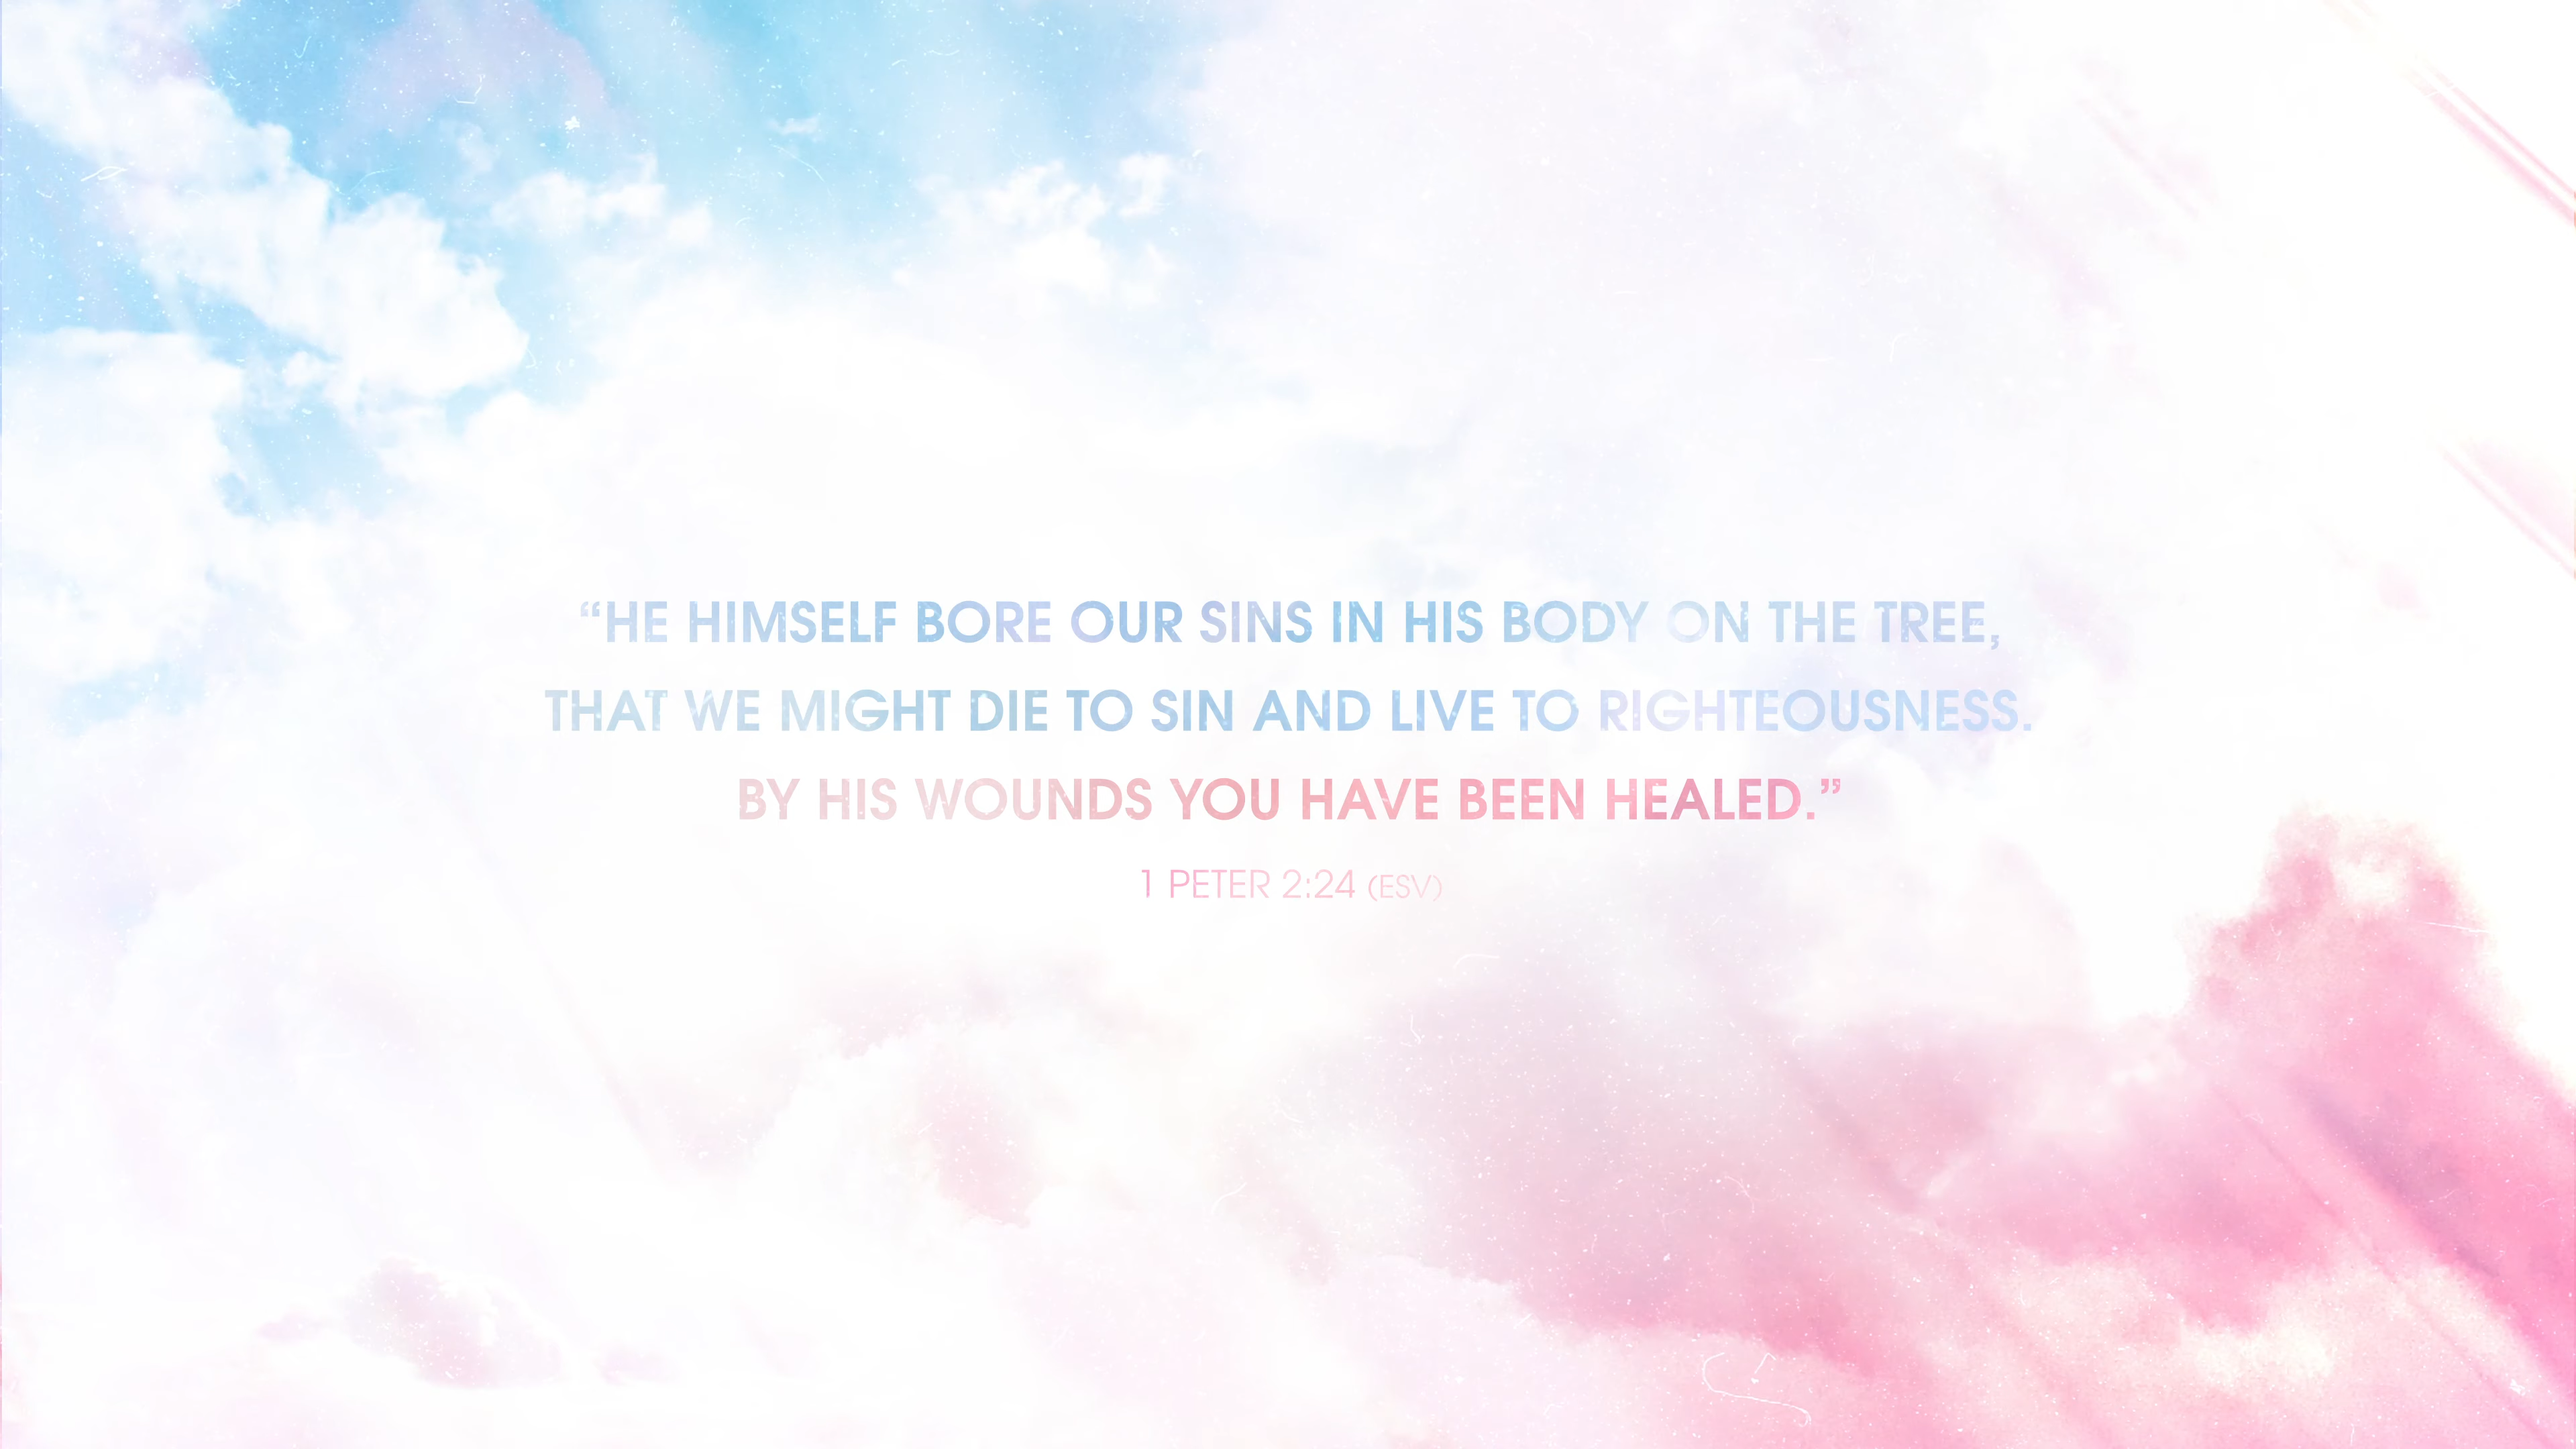 “HE HIMSELF BORE OUR SINS IN HIS BODY ON THE TREE,
THAT WE MIGHT DIE TO SIN AND LIVE TO RIGHTEOUSNESS.
BY HIS WOUNDS YOU HAVE BEEN HEALED.”
1 PETER 2:24 (ESV)